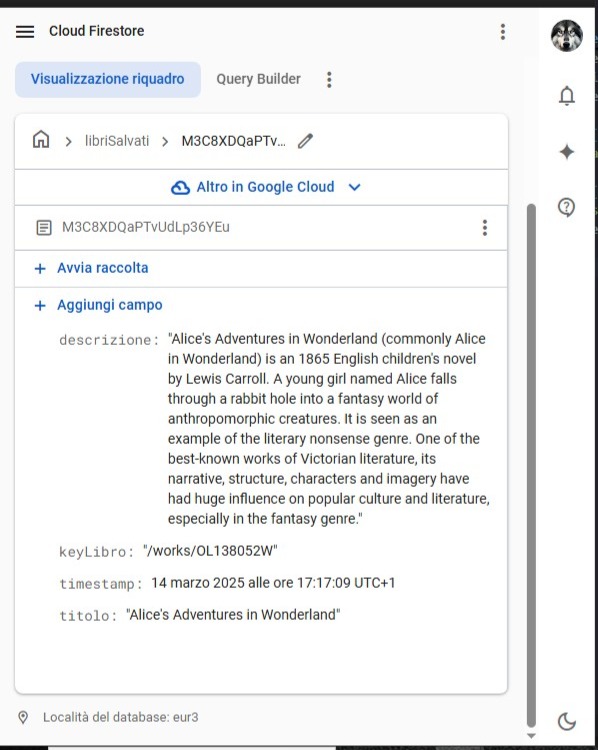 Cloud Firestore
Visualizzazione riquadro
Query Builder
libriSalvati
M3C8XDQaPTv...
Altro in Google Cloud
M3C8XDQaPTvUdLp36YEu
+ Avvia raccolta
+ Aggiungi campo
descrizione: "Alice's Adventures in Wonderland (commonly Alice
in Wonderland) is an 1865 English children's novel
by Lewis Carroll. A young girl named Alice falls
through a rabbit hole into a fantasy world of
anthropomorphic creatures. It is seen as an
example of the literary nonsense genre. One of the
best-known works of Victorian literature, its
narrative, structure, characters and imagery have
had huge influence on popular culture and literature,
especially in the fantasy genre."
keyLibro: "/works/OL138052W"
timestamp: 14 marzo 2025 alle ore 17:17:09 UTC+1
titolo: "Alice's Adventures in Wonderland"
Località del database: eur3